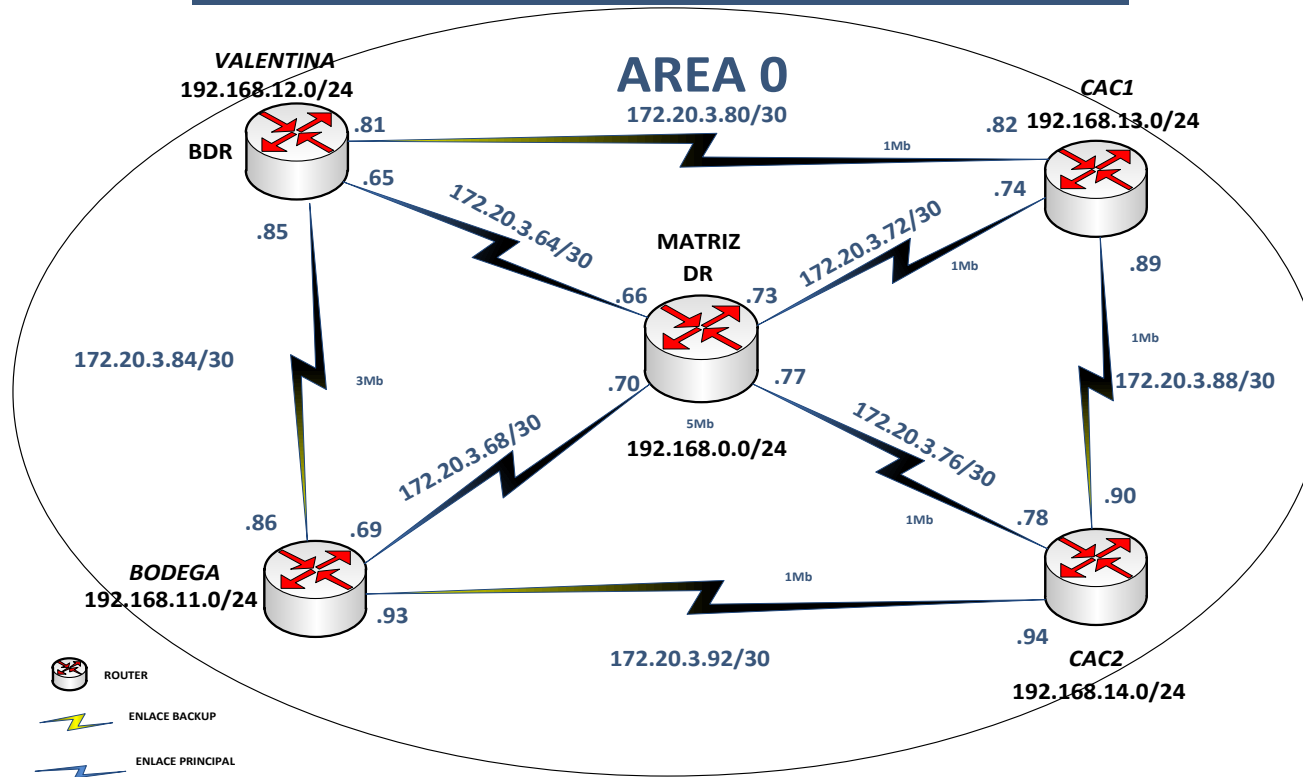 VALENTINA
192.168.12.0/24
AREA 0
172.20.3.80/30
CAC1
192.168.13.0/24
.81
.82
BDR
1Mb
.65
.74
172.20.3.64/30
172.20.3.72/30
.85
MATRIZ
DR
1Mb
.89
.66
.73
172.20.3.84/30
3Mb
1Mb
172.20.3.88/30
.70
.77
5Mb
192.168.0.0/24
172.20.3.68/30
172.20.3.76/30
.86
.69
1Mb
.78
.90
BODEGA
192.168.11.0/24
1Mb
.93
.94
172.20.3.92/30
CAC2
192.168.14.0/24
ROUTER
ENLACE BACKUP
ENLACE PRINCIPAL